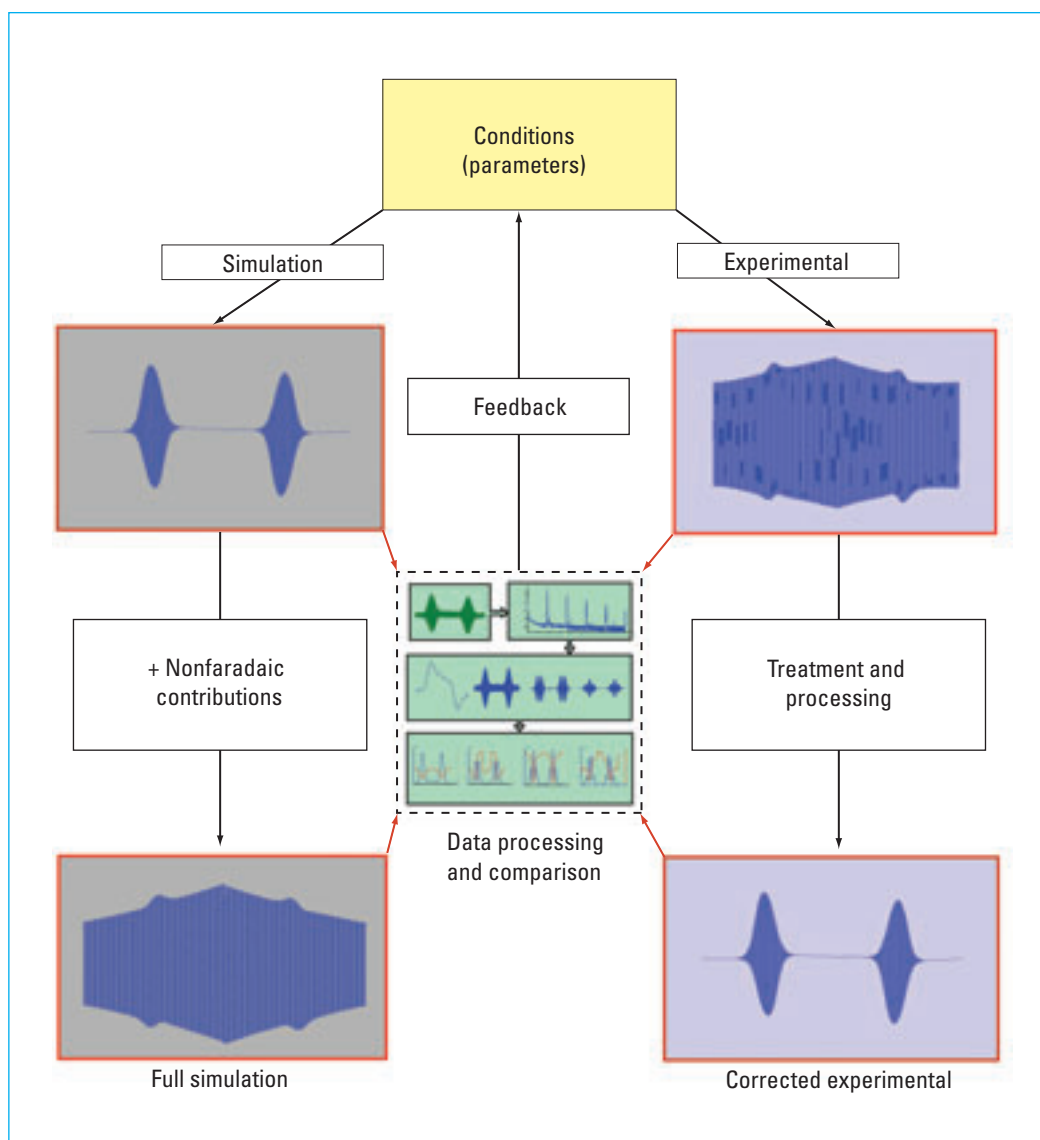 Conditions
(parameters)
Simulation
Experimental
Feedback
+ Nonfaradaic
contributions
Treatment and
processing
Data processing
and comparison
Full simulation
Corrected experimental